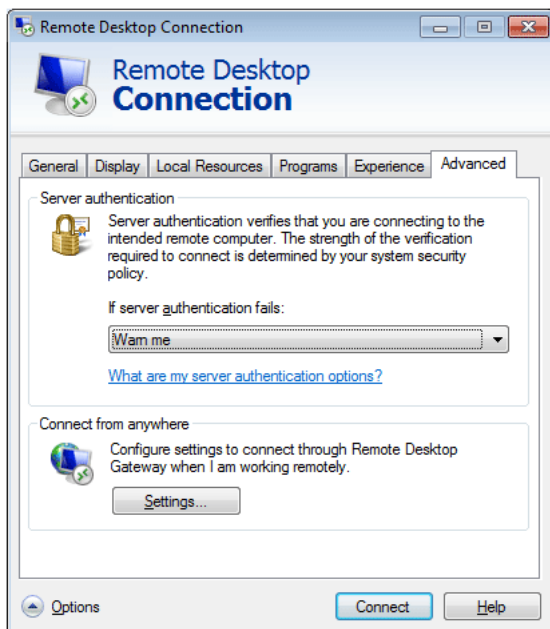 Remote Desktop Connection
Remote Desktop
Connection
General Display Local Resources Programs Experience Advanced
Server authentication
Server authentication verifies that you are connecting to the
intended remote computer. The strength of the verification
required to connect is determined by your system security
policy.
If server authentication fails:
Warn me
What are my server authentication options?
Connect from anywhere
Configure settings to connect through Remote Desktop
Gateway when I am working remotely.
Settings...
Options Connect Help